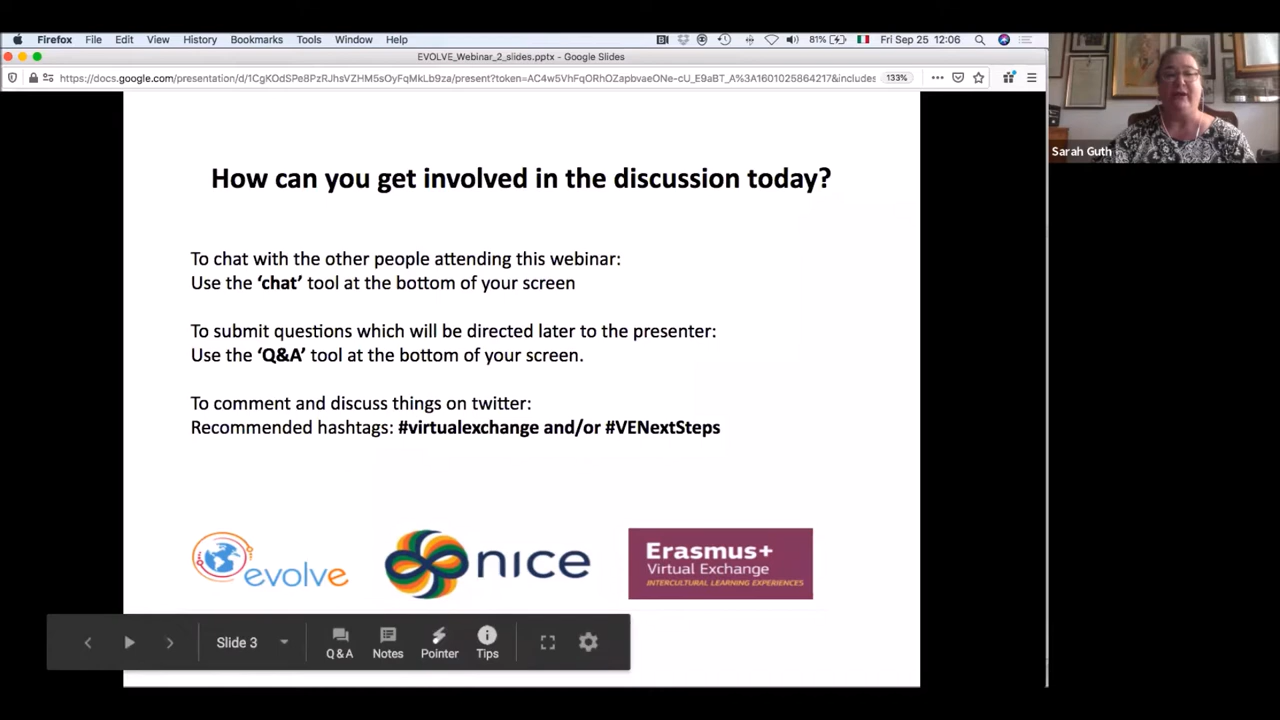 Firefox File Edit View History Bookmarks Tools Window Help 81% Fri Sep 25 12:06
EVOLVE_Webinar_2_slides.pptx - Google Slides
133%
Sarah Guth
How can you get involved in the discussion today?
To chat with the other people attending this webinar:
Use the ‘chat’ tool at the bottom of your screen
To submit questions which will be directed later to the presenter:
Use the ‘Q&A’ tool at the bottom of your screen.
To comment and discuss things on twitter:
Recommended hashtags: #virtualexchange and/or #VENextSteps
evolve
nice
Erasmus+
Virtual Exchange
INTERCULTURAL LEARNING EXPERIENCES
Slide 3
Q&A Notes Pointer Tips